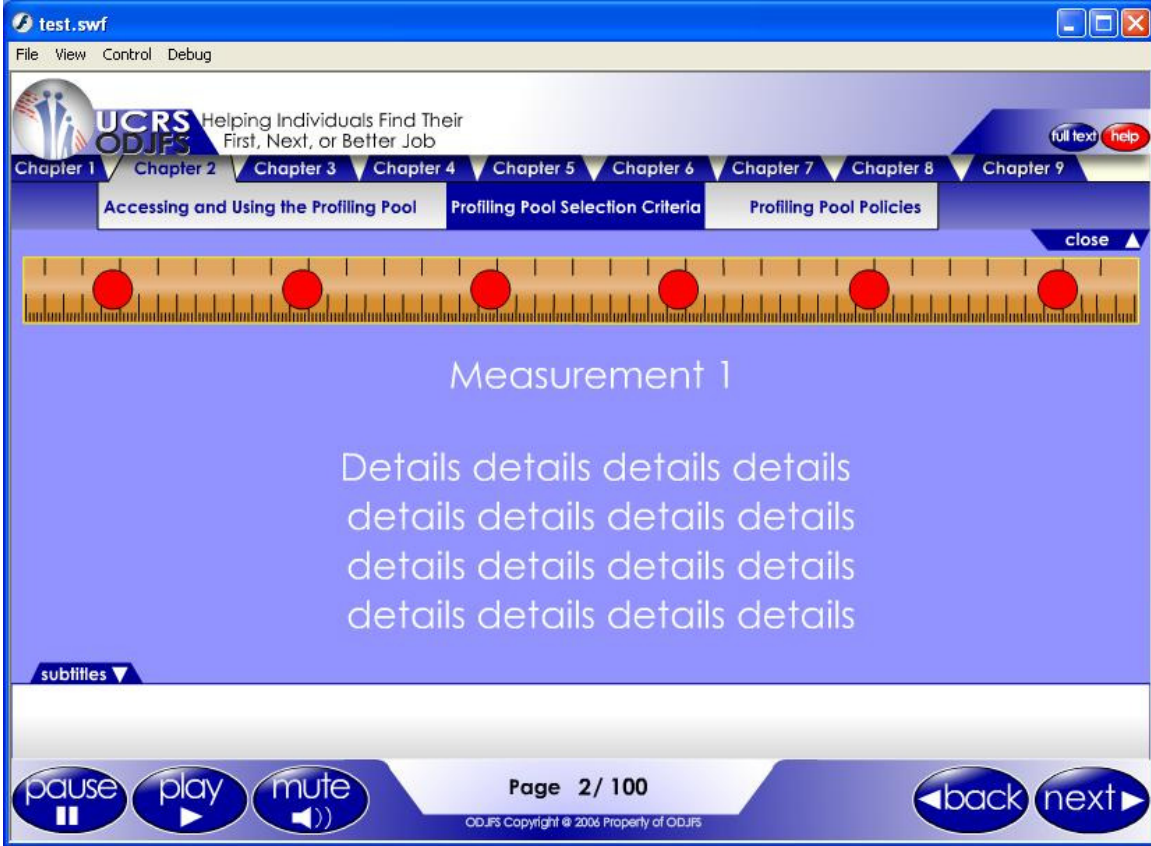 test.swf
File View Control Debug
UCRS
ODJFS
Helping Individuals Find Their
First, Next, or Better Job
full text help
Chapter 1 Chapter 2 Chapter 3 Chapter 4 Chapter 5 Chapter 6 Chapter 7 Chapter 8 Chapter 9
Accessing and Using the Profiling Pool Profiling Pool Selection Criteria Profiling Pool Policies
close
Measurement 1
Details details details details
details details details details
details details details details
details details details details
subtitles
pause play mute
Page 2/ 100
ODJFS Copyright @ 2006 Property of ODJFS
back next